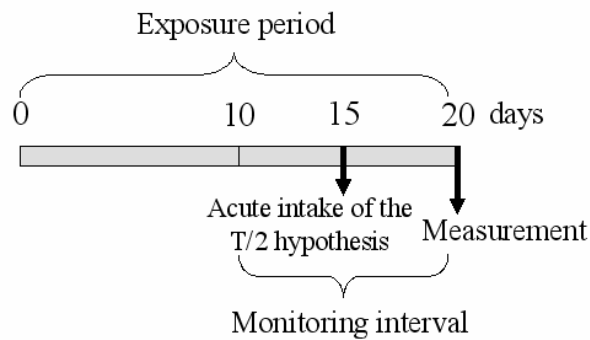 Exposure period
0 10 15 20 days
Acute intake of the
T/2 hypothesis
Measurement
Monitoring interval